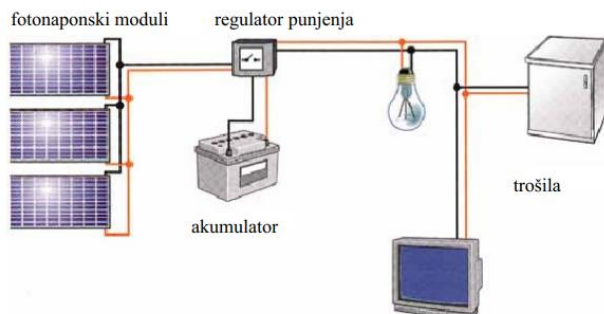 fotonaponski moduli
regulator punjenja
akumulator
trošila